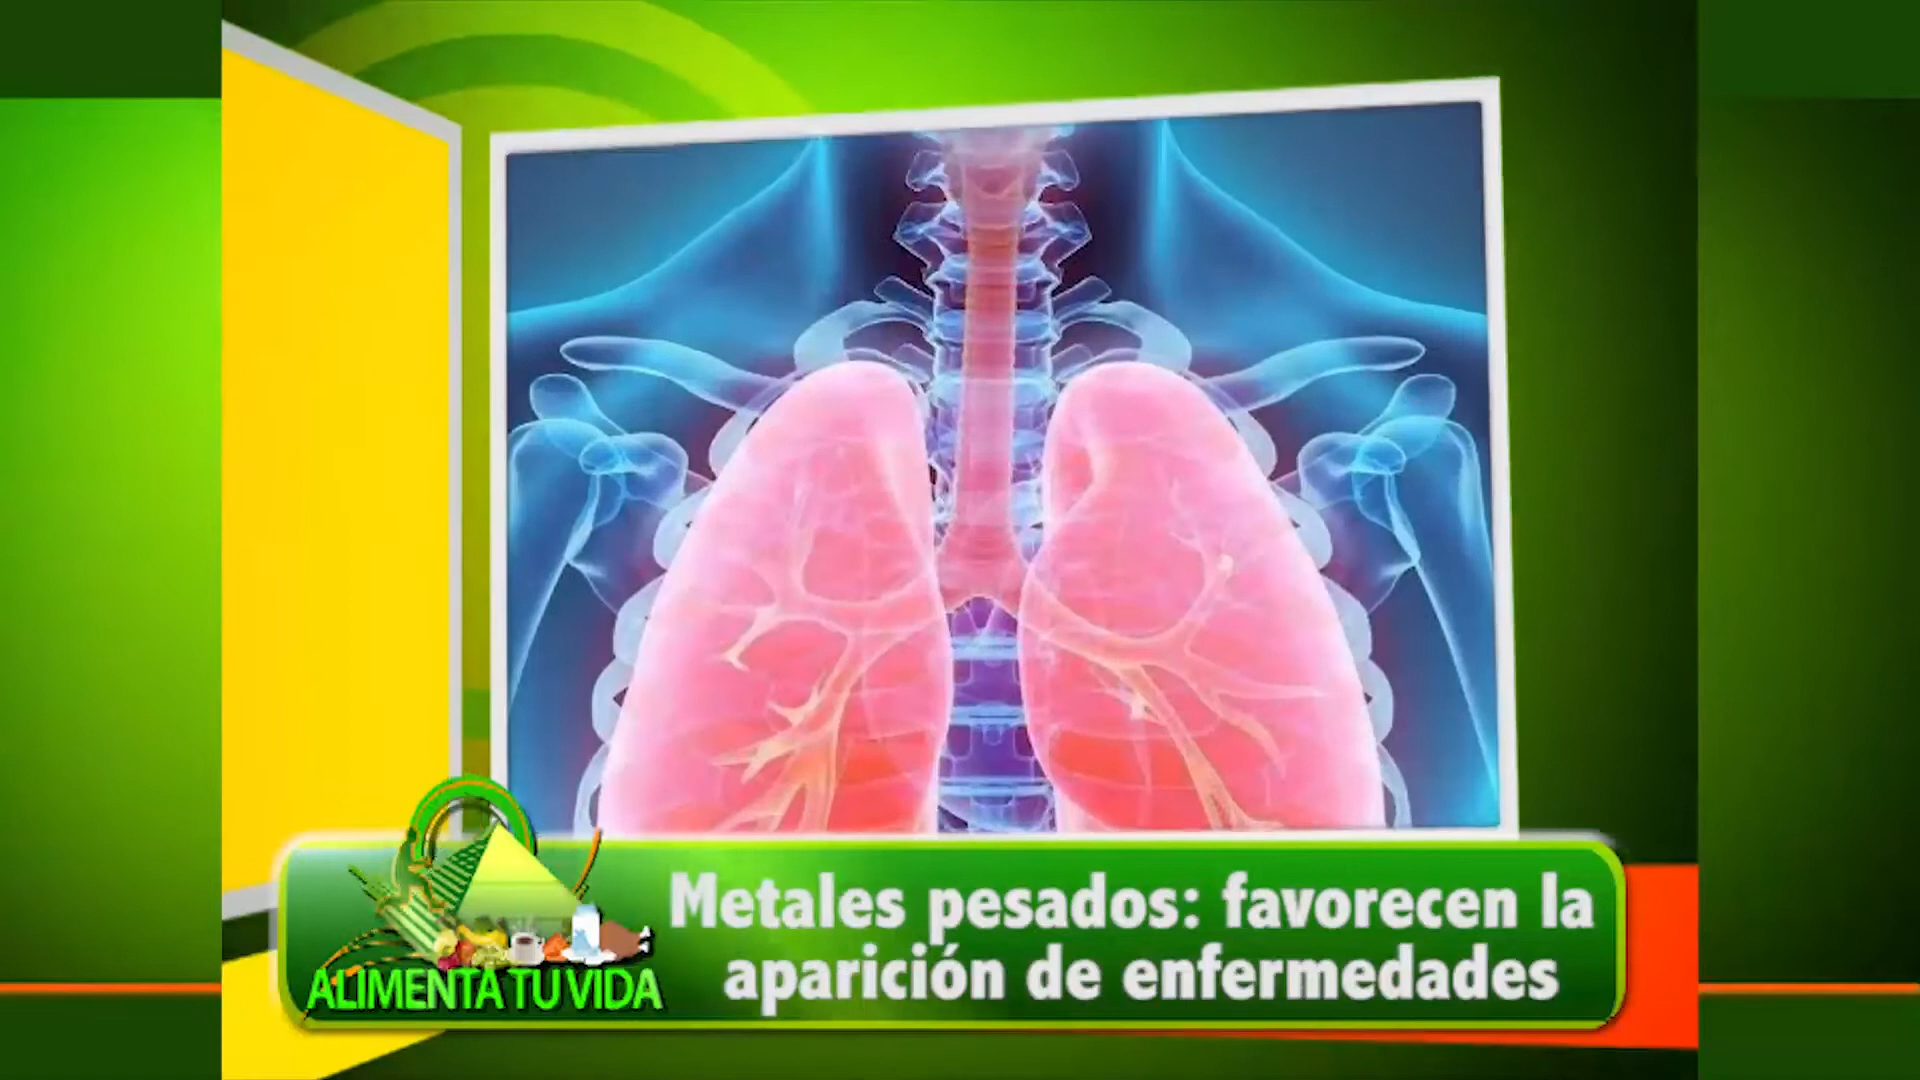 Metales pesados: favorecen la
aparición de enfermedades
ALIMENTA TU VIDA